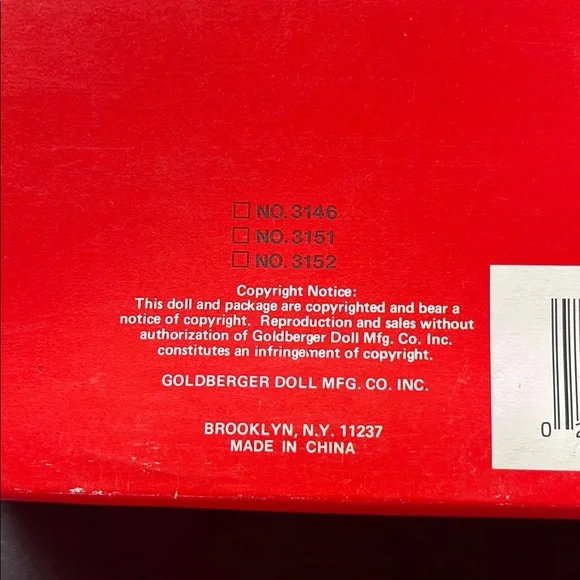 ☐ NO. 3146
☐ NO. 3151
☐ NO. 3152
Copyright Notice:
This doll and package are copyrighted and bear a
notice of copyright. Reproduction and sales without
authorization of Goldberger Doll Mfg. Co. Inc.
constitutes an infringement of copyright.
GOLDBERGER DOLL MFG. CO. INC.
BROOKLYN, N.Y. 11237
MADE IN CHINA
0